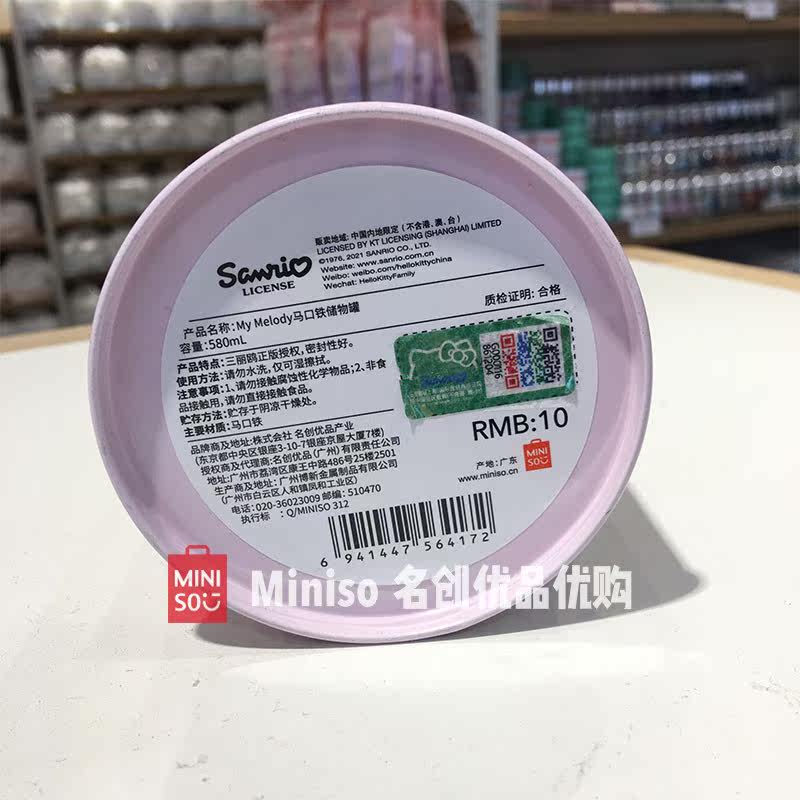 Sanrio
LICENSE
贩卖地域: 中国内地限定 (不含港、澳、台)
LICENSED BY KT LICENSING (SHANGHAI) LIMITED
©1976, 2021 SANRIO CO., LTD.
Website: www.sanrio.com.cn
Weibo: weibo.com/hellokittychina
Wechat: HelloKittyFamily
产品名称: My Melody马口铁储物罐
质检证明: 合格
容量: 580mL
产品特点: 三丽鸥正版授权, 密封性好。
使用方法: 请勿水洗, 仅可湿擦拭。
注意事项: 1、请勿接触腐蚀性化学物品; 2、非食
品接触用, 请勿直接接触食品。
贮存方法: 贮存于阴凉干燥处。
主要材质: 马口铁
G000016
861204
RMB:10
品牌商及地址: 株式会社 名创优品产业
(东京都中央区银座3-10-7银座京屋大厦7楼)
授权商及代理商: 名创优品 (广州) 有限责任公司
地址: 广州市荔湾区康王中路486号25楼2501
生产商及地址: 广州博新金属制品有限公司
(广州市白云区人和镇凤和工业区)
电话: 020-36023009 邮编: 510470
执行标 : Q/MINISO 312
MINI
SO
产地: 广东
www.miniso.cn
6 941447 564172
MINI
SO
Miniso 名创优品优购